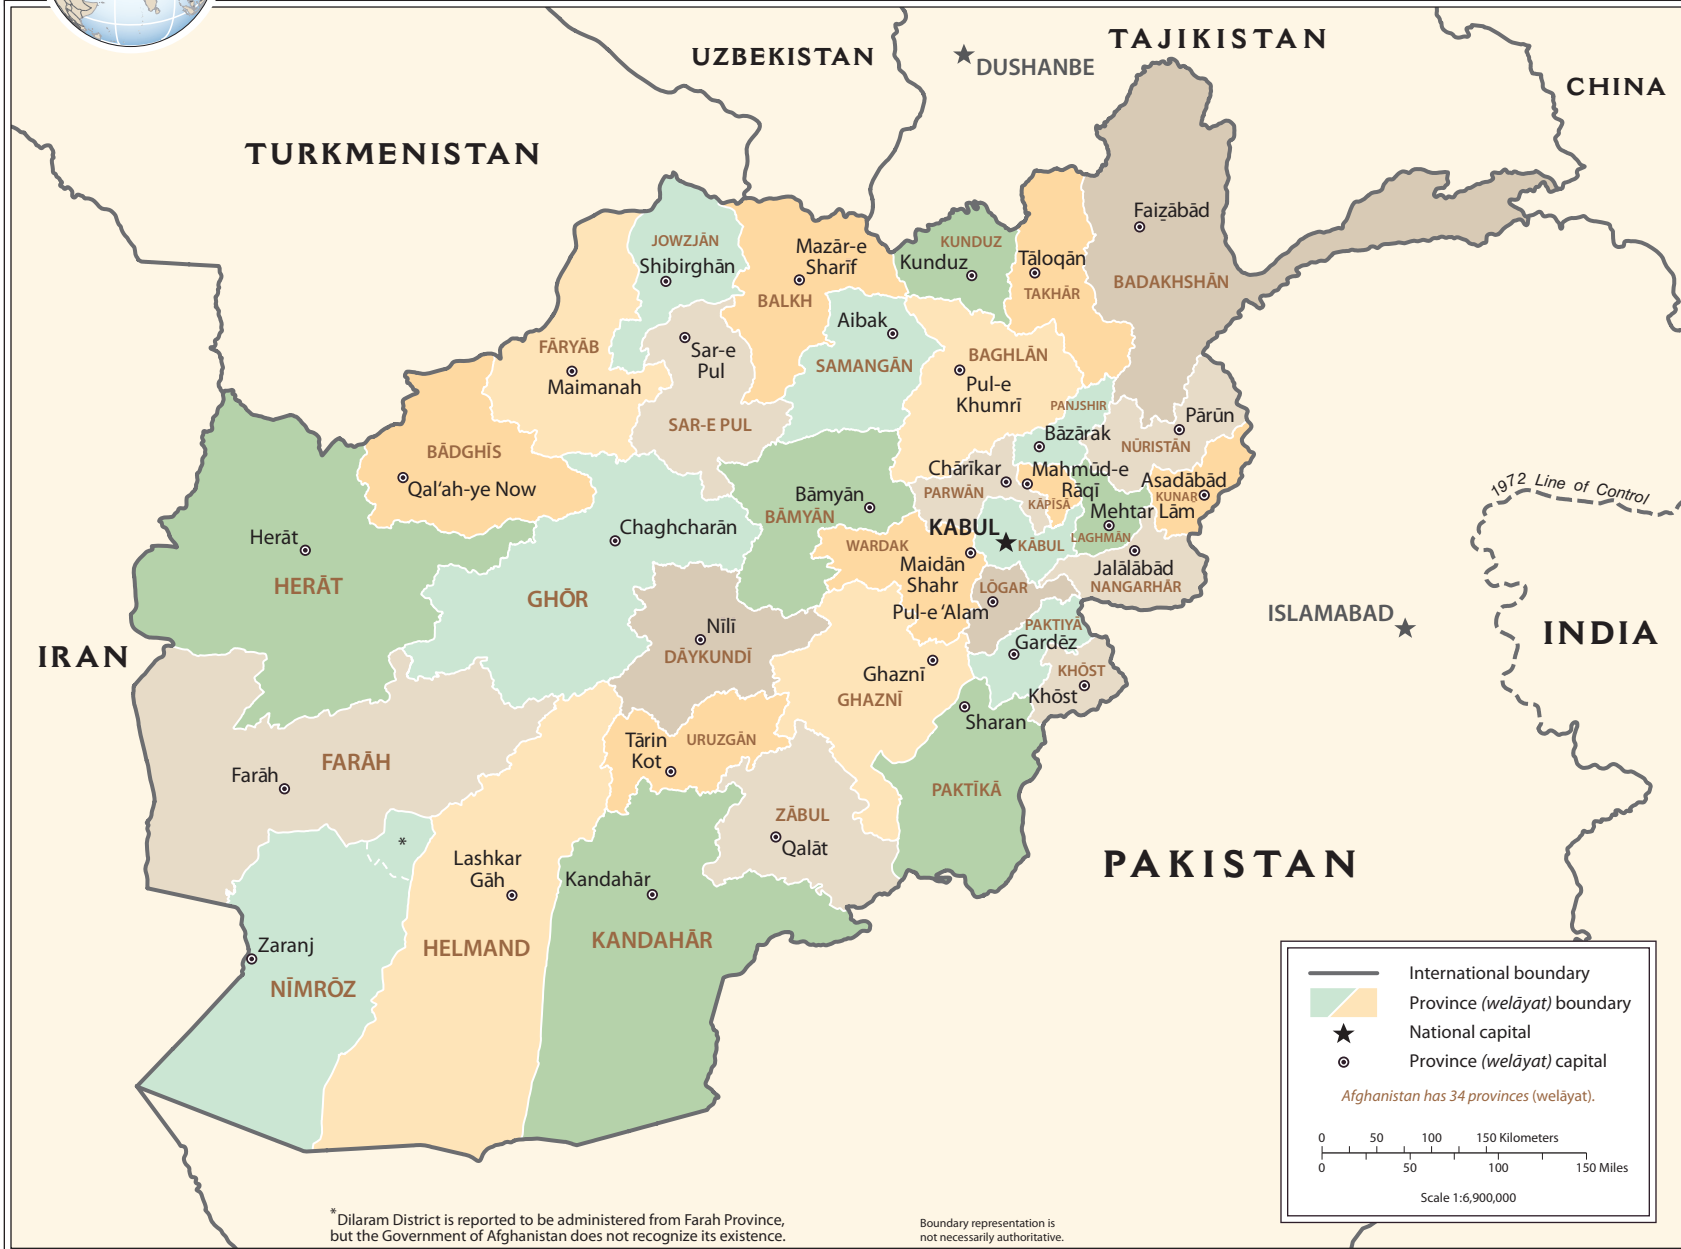 UZBEKISTAN
TAJIKISTAN
DUSHANBE
CHINA
TURKMENISTAN
Faiz̲ābād
BADAKHSHĀN
JOWZJĀN
Shibirghān
Mazār-e
Sharīf
BALKH
KUNDUZ
Kunduz
Tāloqān
TAKHĀR
Aibak
SAMANGĀN
FĀRYĀB
Maimanah
Sar-e
Pul
SAR-E PUL
BAGHLĀN
Pul-e
Khumrī
PANJSHIR
Bāzārak
Pārūn
NŪRISTĀN
BĀDGHĪS
Qal‘ah-ye Now
Chārīkar
PARWĀN
Mahmūd-e
Rāqī
KĀPĪSĀ
Asadābād
KUNAR
Mehtar Lām
LAGHMĀN
1972 Line of Control
Bāmyān
BĀMYĀN
Chaghcharān
Herāt
HERĀT
GHŌR
KABUL
KĀBUL
WARDAK
Maidān
Shahr
Jalālābād
NANGARHĀR
LŌGAR
Pul-e ‘Alam
PAKTIYĀ
Gardēz
ISLAMABAD
INDIA
IRAN
Nīlī
DĀYKUNDĪ
Ghaznī
GHAZNĪ
KHŌST
Khōst
Sharan
PAKTĪKĀ
Tārin
Kot
URUZGĀN
FARĀH
Farāh
ZĀBUL
Qalāt
*
Lashkar
Gāh
Kandahār
PAKISTAN
HELMAND
KANDAHĀR
Zaranj
NĪMRŌZ
International boundary
Province (welāyat) boundary
National capital
Province (welāyat) capital
Afghanistan has 34 provinces (welāyat).
0 50 100 150 Kilometers
0 50 100 150 Miles
Scale 1:6,900,000
*Dilaram District is reported to be administered from Farah Province,
but the Government of Afghanistan does not recognize its existence.
Boundary representation is
not necessarily authoritative.